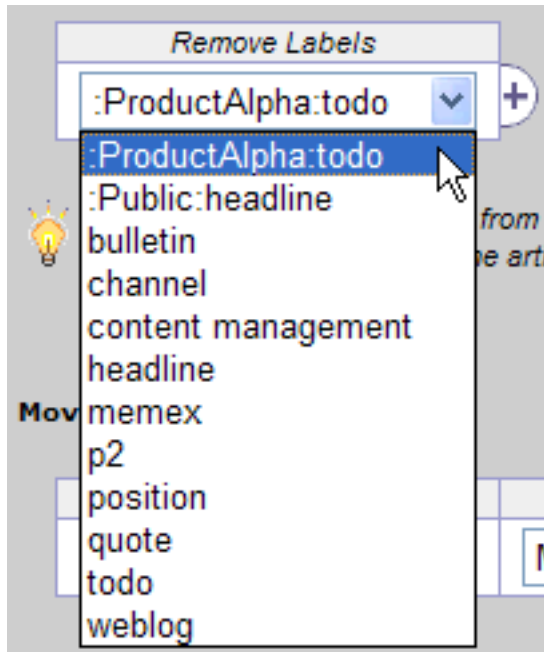 Remove Labels
:ProductAlpha:todo
:ProductAlpha:todo
:Public:headline
from
bulletin
channel
content management
headline
memex
p2
position
quote
todo
weblog